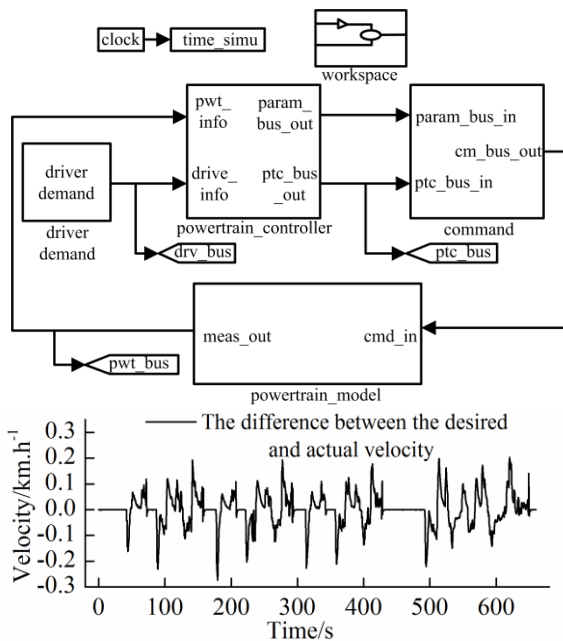 clock
time_simu
workspace
pwt_
info
param_
bus_out
drive_
info
ptc_bus
_out
powertrain_controller
param_bus_in
cm_bus_out
ptc_bus_in
command
driver
demand
driver
demand
drv_bus
ptc_bus
meas_out
cmd_in
pwt_bus
powertrain_model
The difference between the desired
and actual velocity
Velocity/km.h⁻¹
0.3
0.2
0.1
0.0
-0.1
-0.2
-0.3
0 100 200 300 400 500 600
Time/s